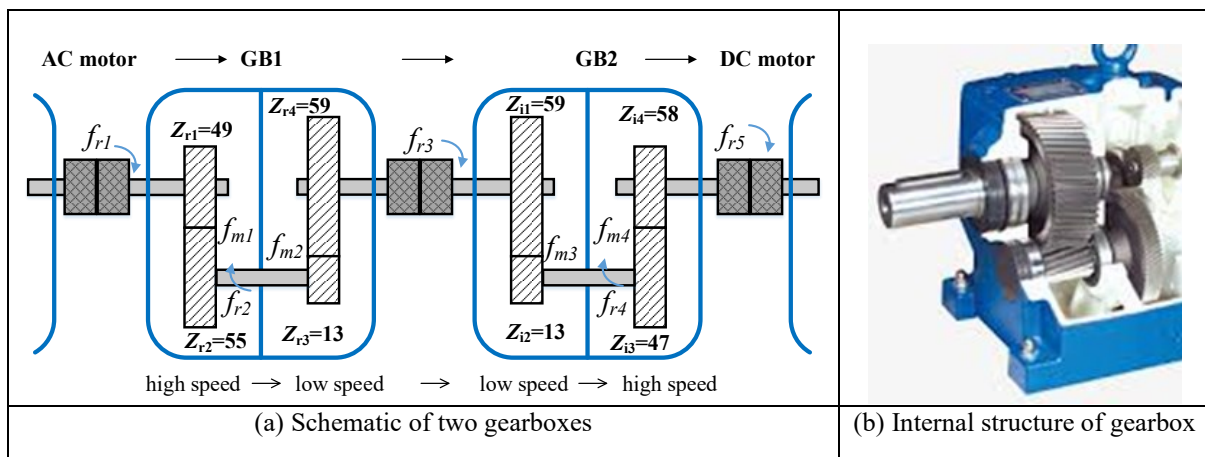 AC motor → GB1 → GB2 → DC motor
Zr4=59 Zi1=59 Zi4=58
Zr1=49
fr1 fr3 fr5
fm1 fm2 fm3 fm4
fr2 fr4
Zr2=55 Zr3=13 Zi2=13 Zi3=47
high speed → low speed → low speed → high speed
(a) Schematic of two gearboxes
(b) Internal structure of gearbox